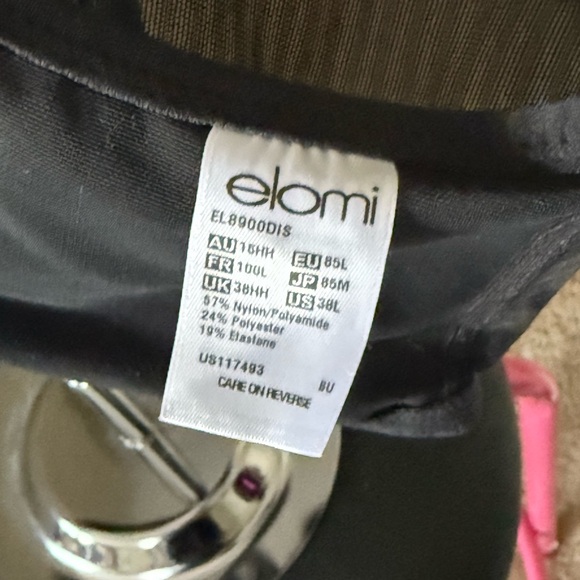 elomi
EL8900DIS
AU 16HH EU 85L
FR 100L JP 85M
UK 38HH US 38L
57% Nylon/Polyamide
24% Polyester
19% Elastane
US117493 BU
CARE ON REVERSE